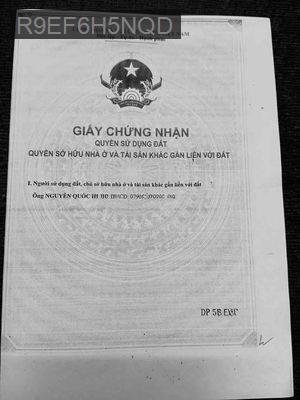 R9EF6H5NQD
NAM
GIẤY CHỨNG NHẬN
QUYỀN SỬ DỤNG ĐẤT
QUYỀN SỞ HỮU NHÀ Ở VÀ TÀI SẢN KHÁC GẮN LIỀN VỚI ĐẤT
I. Người sử dụng đất, chủ sở hữu nhà ở và tài sản khác gắn liền với đất
Ông NGUYỄN QUỐC
DP